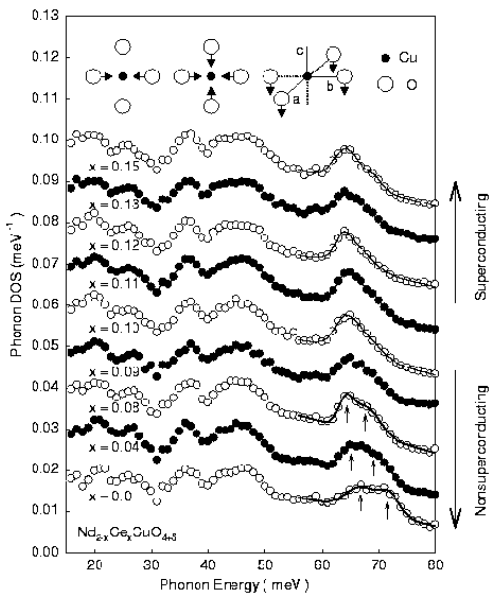 0.13
0.12
0.11
0.10
0.09
0.08
0.07
0.06
0.05
0.04
0.03
0.02
0.01
0.00
Phonon DOS (meV⁻¹)
c
a
b
Cu
O
x = 0.15
x = 0.13
x = 0.12
x = 0.11
x = 0.10
x = 0.09
x = 0.08
x = 0.04
x = 0.0
Nd₂₋ₓCeₓCuO₄₊δ
Superconducting
Nonsuperconducting
20 30 40 50 60 70 80
Phonon Energy ( meV)